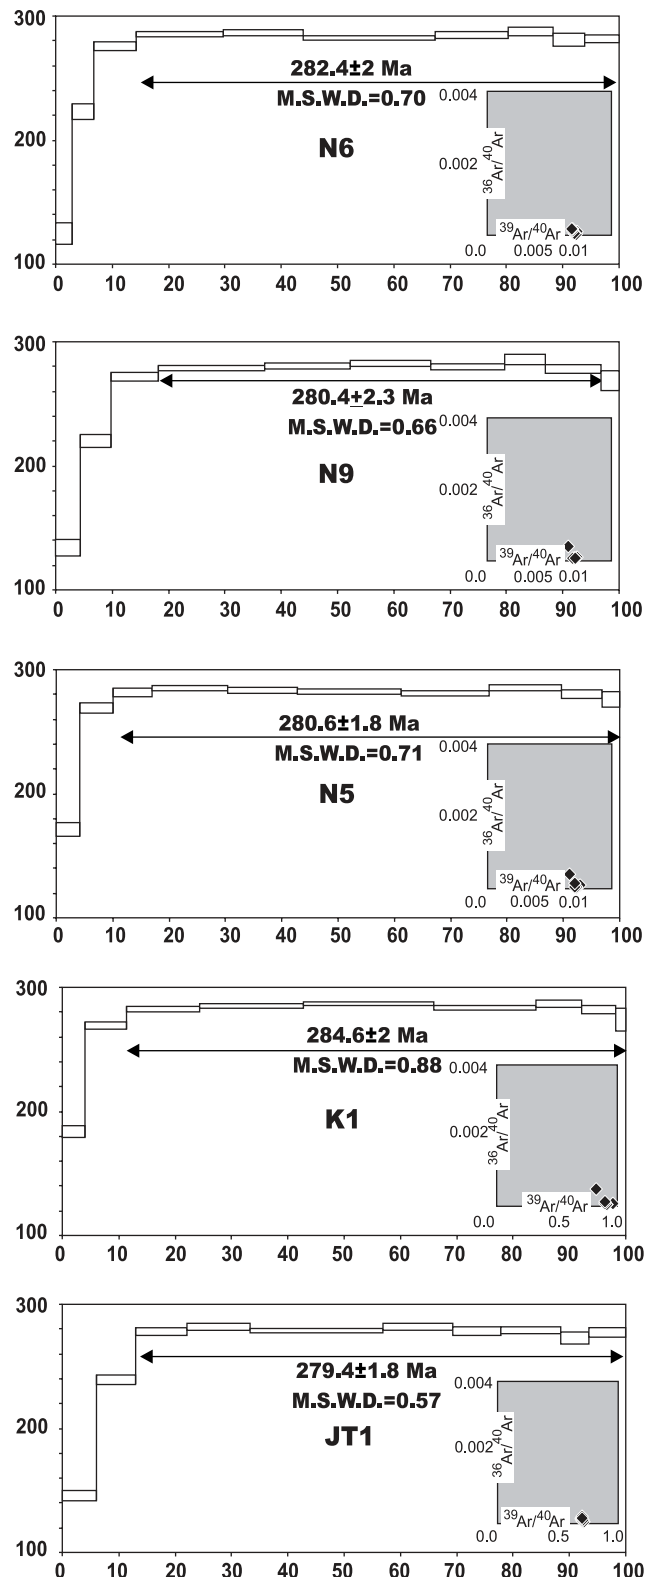 300
282.4±2 Ma
M.S.W.D.=0.70
0.004
N6
200
0.002
36Ar/40Ar
39Ar/40Ar
0.0 0.005 0.01
100
0 10 20 30 40 50 60 70 80 90 100
300
280.4±2.3 Ma
M.S.W.D.=0.66
0.004
N9
200
0.002
36Ar/40Ar
39Ar/40Ar
0.0 0.005 0.01
100
0 10 20 30 40 50 60 70 80 90 100
300
280.6±1.8 Ma
M.S.W.D.=0.71
0.004
N5
200
0.002
36Ar/40Ar
39Ar/40Ar
0.0 0.005 0.01
100
0 10 20 30 40 50 60 70 80 90 100
300
284.6±2 Ma
M.S.W.D.=0.88
0.004
K1
200
0.002
36Ar/40Ar
39Ar/40Ar
0.0 0.5 1.0
100
0 10 20 30 40 50 60 70 80 90 100
300
279.4±1.8 Ma
M.S.W.D.=0.57
0.004
JT1
200
0.002
36Ar/40Ar
39Ar/40Ar
0.0 0.5 1.0
100
0 10 20 30 40 50 60 70 80 90 100